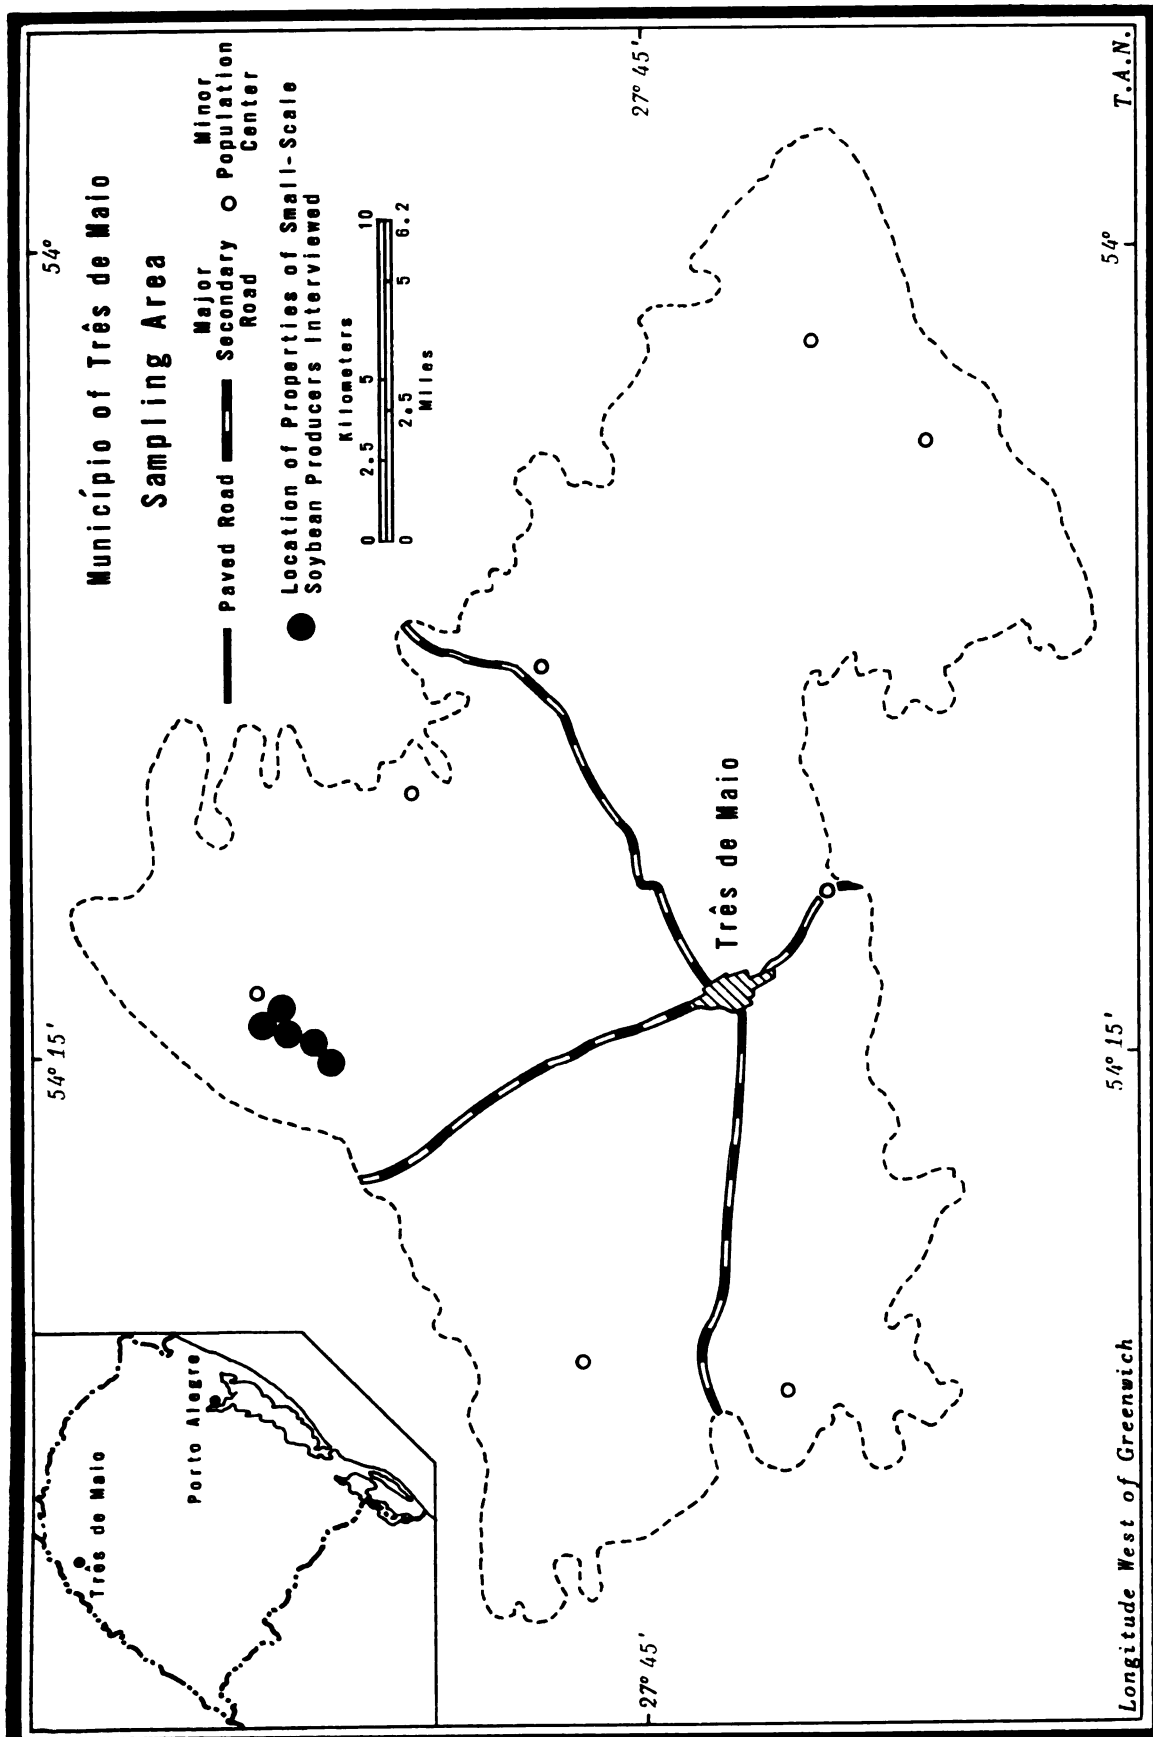 Município of Três de Maio
Sampling Area
Paved Road
Major
Secondary
Road
Minor
Population
Center
Location of Properties of Small-Scale
Soybean Producers Interviewed
Kilometers
0 2.5 5 10
0 2.5 5 6.2
Miles
54° 15'
54°
27° 45'
27° 45'
54° 15'
54°
Três de Maio
Três de Maio
Porto Alegre
Longitude West of Greenwich
T.A.N.